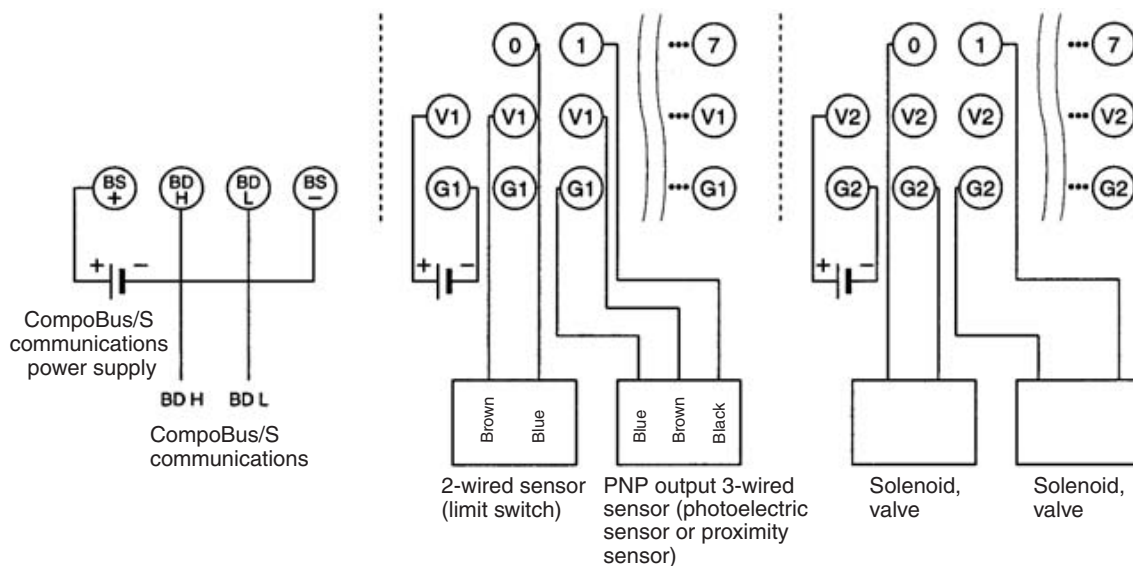 0 1 ••• 7
V1 V1 V1 ••• V1
G1 G1 G1 ••• G1
0 1 ••• 7
V2 V2 V2 ••• V2
G2 G2 G2 ••• G2
BS
+
BD
H
BD
L
BS
–
+ –
CompoBus/S
communications
power supply
BD H BD L
CompoBus/S
communications
+ –
Brown
Blue
2-wired sensor
(limit switch)
Blue
Brown
Black
PNP output 3-wired
sensor (photoelectric
sensor or proximity
sensor)
+ –
Solenoid,
valve
Solenoid,
valve